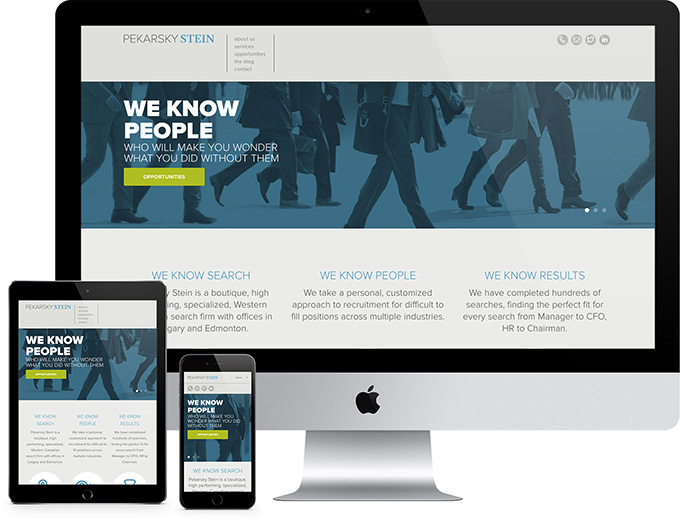 PEKARSKY STEIN
about us
services
opportunities
the blog
contact
WE KNOW
PEOPLE
WHO WILL MAKE YOU WONDER
WHAT YOU DID WITHOUT THEM
OPPORTUNITIES
WE KNOW SEARCH
y Stein is a boutique, high
ming, specialized, Western
search firm with offices in
gary and Edmonton.
WE KNOW PEOPLE
We take a personal, customized
approach to recruitment for difficult to
fill positions across multiple industries.
WE KNOW RESULTS
We have completed hundreds of
searches, finding the perfect fit for
every search from Manager to CFO,
HR to Chairman.
PEKARSKY STEIN
WE KNOW
PEOPLE
WHO WILL MAKE YOU WONDER
WHAT YOU DID WITHOUT THEM
OPPORTUNITIES
WE KNOW
SEARCH
Pekarsky Stein is a
boutique, high
performing, specialized,
Western Canadian
search firm with offices in
Calgary and Edmonton
WE KNOW
PEOPLE
We take a personal,
customized approach to
recruitment for difficult to
fill positions across
multiple industries.
WE KNOW
RESULTS
We have completed
hundreds of searches,
finding the perfect fit for
every search from
Manager to CFO, HR to
Chairman.
PEKARSKY STEIN
WE KNOW
PEOPLE
WHO WILL MAKE YOU
WONDER WHAT YOU DID
WITHOUT THEM
OPPORTUNITIES
WE KNOW SEARCH
Pekarsky Stein is a boutique,
high performing, specialized,